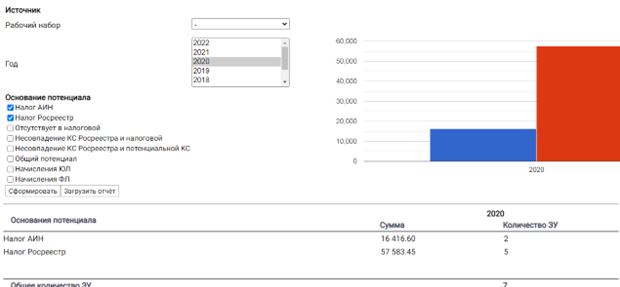 Источник
Рабочий набор
-
Год
2022
2021
2020
2019
2018
Основание потенциала
Налог АИН
Налог Росреестр
Отсутствует в налоговой
Несовпадение КС Росреестра и налоговой
Несовпадение КС Росреестра и потенциальной КС
Общий потенциал
Начисления ЮЛ
Начисления ФЛ
Сформировать Загрузить отчёт
60,000
50,000
40,000
30,000
20,000
10,000
0
2020
Основания потенциала 2020
Сумма Количество ЗУ
Налог АИН 16 416.60 2
Налог Росреестр 57 583.45 5
Общее количество ЗУ 7